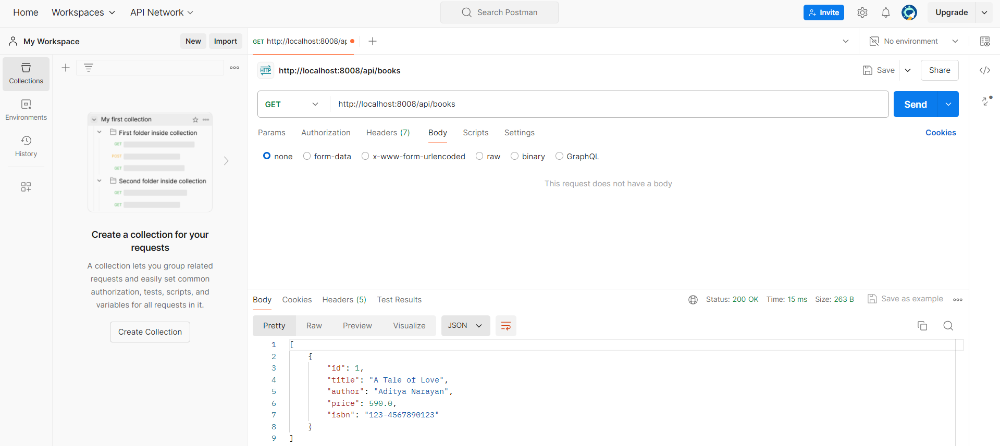 Home Workspaces API Network Search Postman Invite Upgrade
My Workspace New Import GET http://localhost:8008/ap No environment
Collections
Environments
History
My first collection
First folder inside collection
GET
POST
GET
Second folder inside collection
GET
GET
Create a collection for your
requests
A collection lets you group related
requests and easily set common
authorization, tests, scripts, and
variables for all requests in it.
Create Collection
HTTP http://localhost:8008/api/books Save Share </>
GET http://localhost:8008/api/books Send
Params Authorization Headers (7) Body Scripts Settings Cookies
none form-data x-www-form-urlencoded raw binary GraphQL
This request does not have a body
Body Cookies Headers (5) Test Results Status: 200 OK Time: 15 ms Size: 263 B Save as example
Pretty Raw Preview Visualize JSON
1 [
2 {
3 "id": 1,
4 "title": "A Tale of Love",
5 "author": "Aditya Narayan",
6 "price": 590.0,
7 "isbn": "123-4567890123"
8 }
9 ]